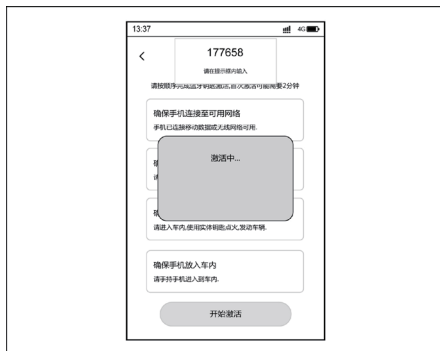 13:37
4G
177658
请在提示框内输入
请按顺序完成蓝牙钥匙激活,首次激活可能需要2分钟
确保手机连接至可用网络
手机已连接移动数据或无线网络可用.
激活中...
请进入车内,使用实体钥匙点火,发动车辆.
确保手机放入车内
请手持手机进入到车内.
开始激活